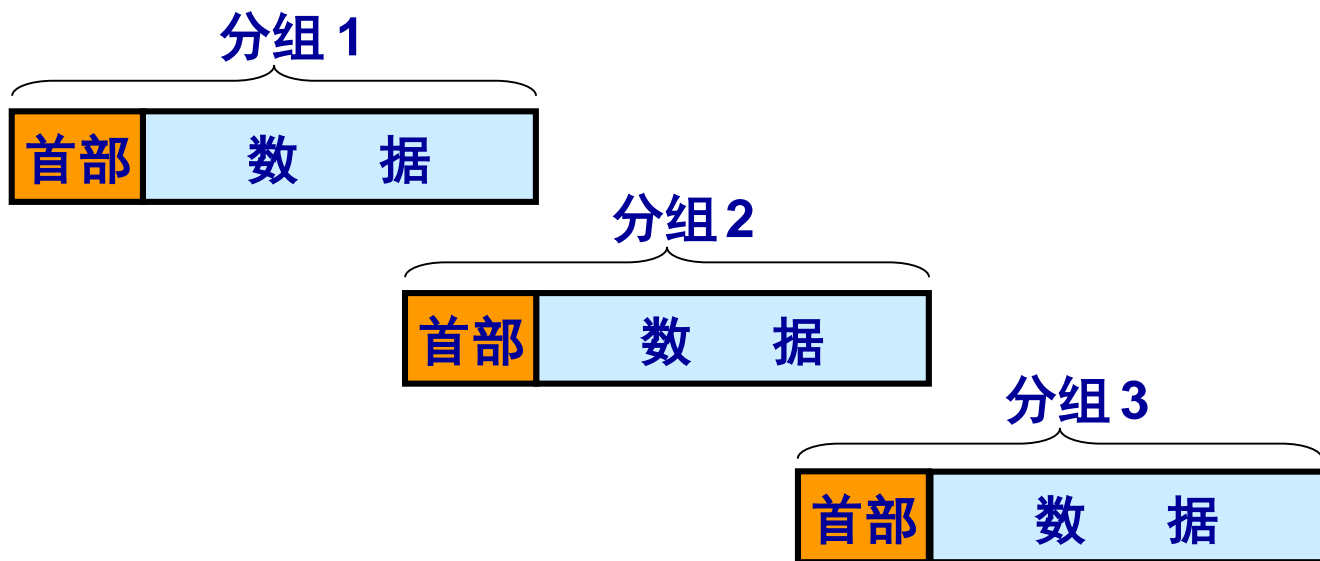 分组 1
首部 数 据
分组 2
首部 数 据
分组 3
首部 数 据